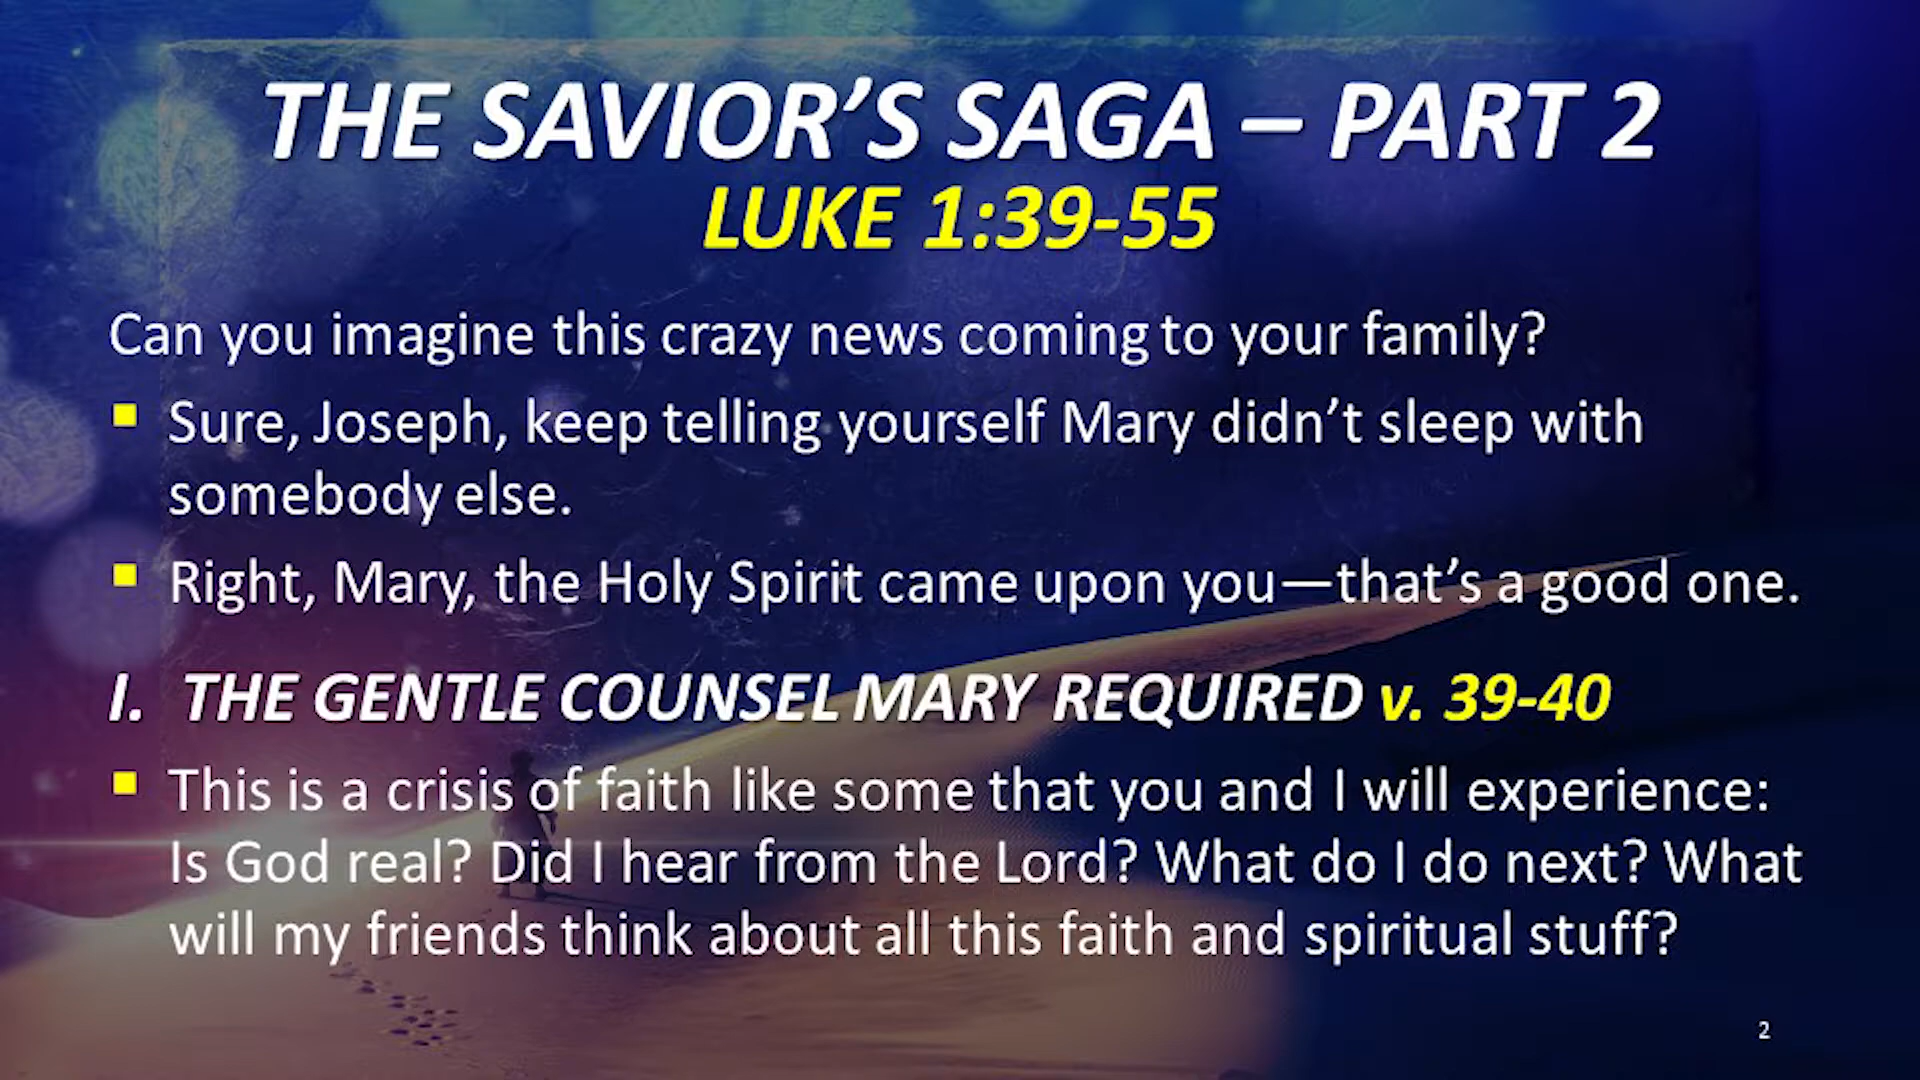 THE SAVIOR’S SAGA – PART 2
LUKE 1:39-55
Can you imagine this crazy news coming to your family?
Sure, Joseph, keep telling yourself Mary didn’t sleep with
somebody else.
Right, Mary, the Holy Spirit came upon you—that’s a good one.
I. THE GENTLE COUNSEL MARY REQUIRED v. 39-40
This is a crisis of faith like some that you and I will experience:
Is God real? Did I hear from the Lord? What do I do next? What
will my friends think about all this faith and spiritual stuff?
2